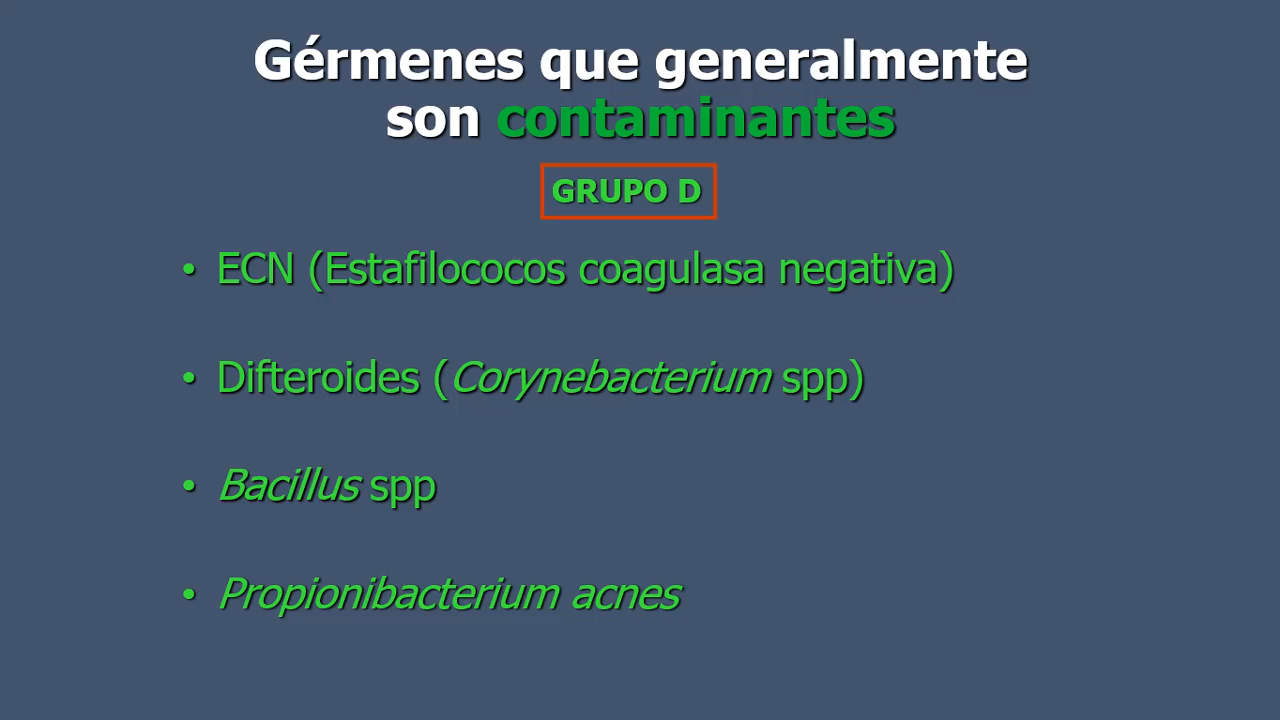 Gérmenes que generalmente
son contaminantes
GRUPO D
• ECN (Estafilococos coagulasa negativa)
• Difteroides (Corynebacterium spp)
• Bacillus spp
• Propionibacterium acnes